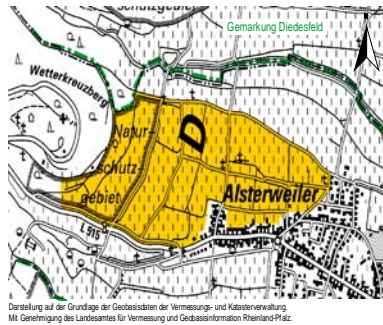 schutzgebiet
Gemarkung Diedesfeld
N
Wetterkreuzberg
Natur-
schutz-
gebiet
D
Alsterweiler
L 515
Darstellung auf der Grundlage der Geobasisdaten der Vermessungs- und Katasterverwaltung.
Mit Genehmigung des Landesamtes für Vermessung und Geobasisinformation Rheinland-Pfalz.